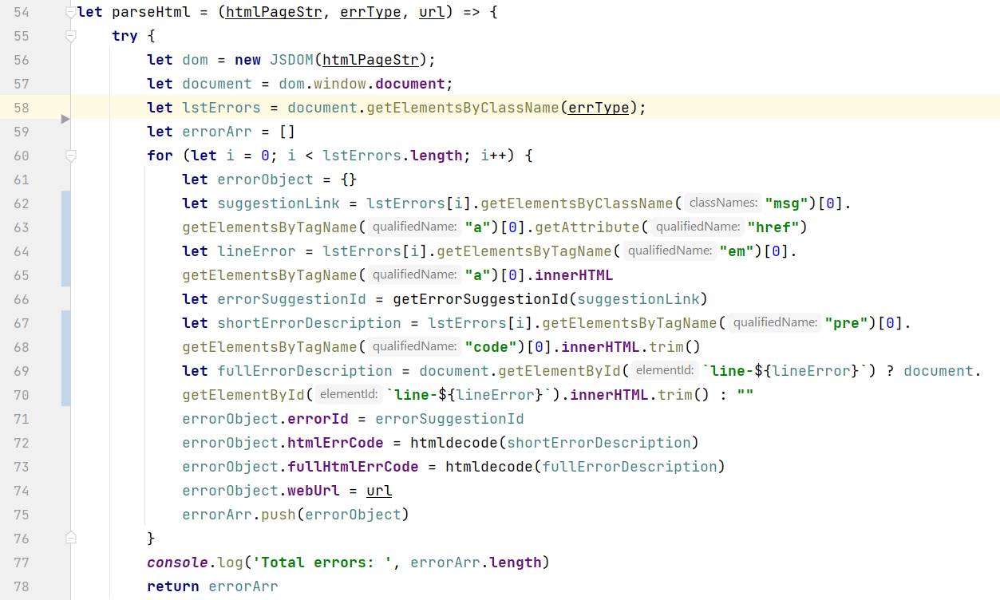 54 let parseHtml = (htmlPageStr, errType, url) => {
55 try {
56 let dom = new JSDOM(htmlPageStr);
57 let document = dom.window.document;
58 let lstErrors = document.getElementsByClassName(errType);
59 let errorArr = []
60 for (let i = 0; i < lstErrors.length; i++) {
61 let errorObject = {}
62 let suggestionLink = lstErrors[i].getElementsByClassName( classNames: "msg")[0].
63 getElementsByTagName( qualifiedName: "a")[0].getAttribute( qualifiedName: "href")
64 let lineError = lstErrors[i].getElementsByTagName( qualifiedName: "em")[0].
65 getElementsByTagName( qualifiedName: "a")[0].innerHTML
66 let errorSuggestionId = getErrorSuggestionId(suggestionLink)
67 let shortErrorDescription = lstErrors[i].getElementsByTagName( qualifiedName: "pre")[0].
68 getElementsByTagName( qualifiedName: "code")[0].innerHTML.trim()
69 let fullErrorDescription = document.getElementById( elementId: `line-${lineError}`) ? document.
70 getElementById( elementId: `line-${lineError}`).innerHTML.trim() : ""
71 errorObject.errorId = errorSuggestionId
72 errorObject.htmlErrCode = htmldecode(shortErrorDescription)
73 errorObject.fullHtmlErrCode = htmldecode(fullErrorDescription)
74 errorObject.webUrl = url
75 errorArr.push(errorObject)
76 }
77 console.log('Total errors: ', errorArr.length)
78 return errorArr